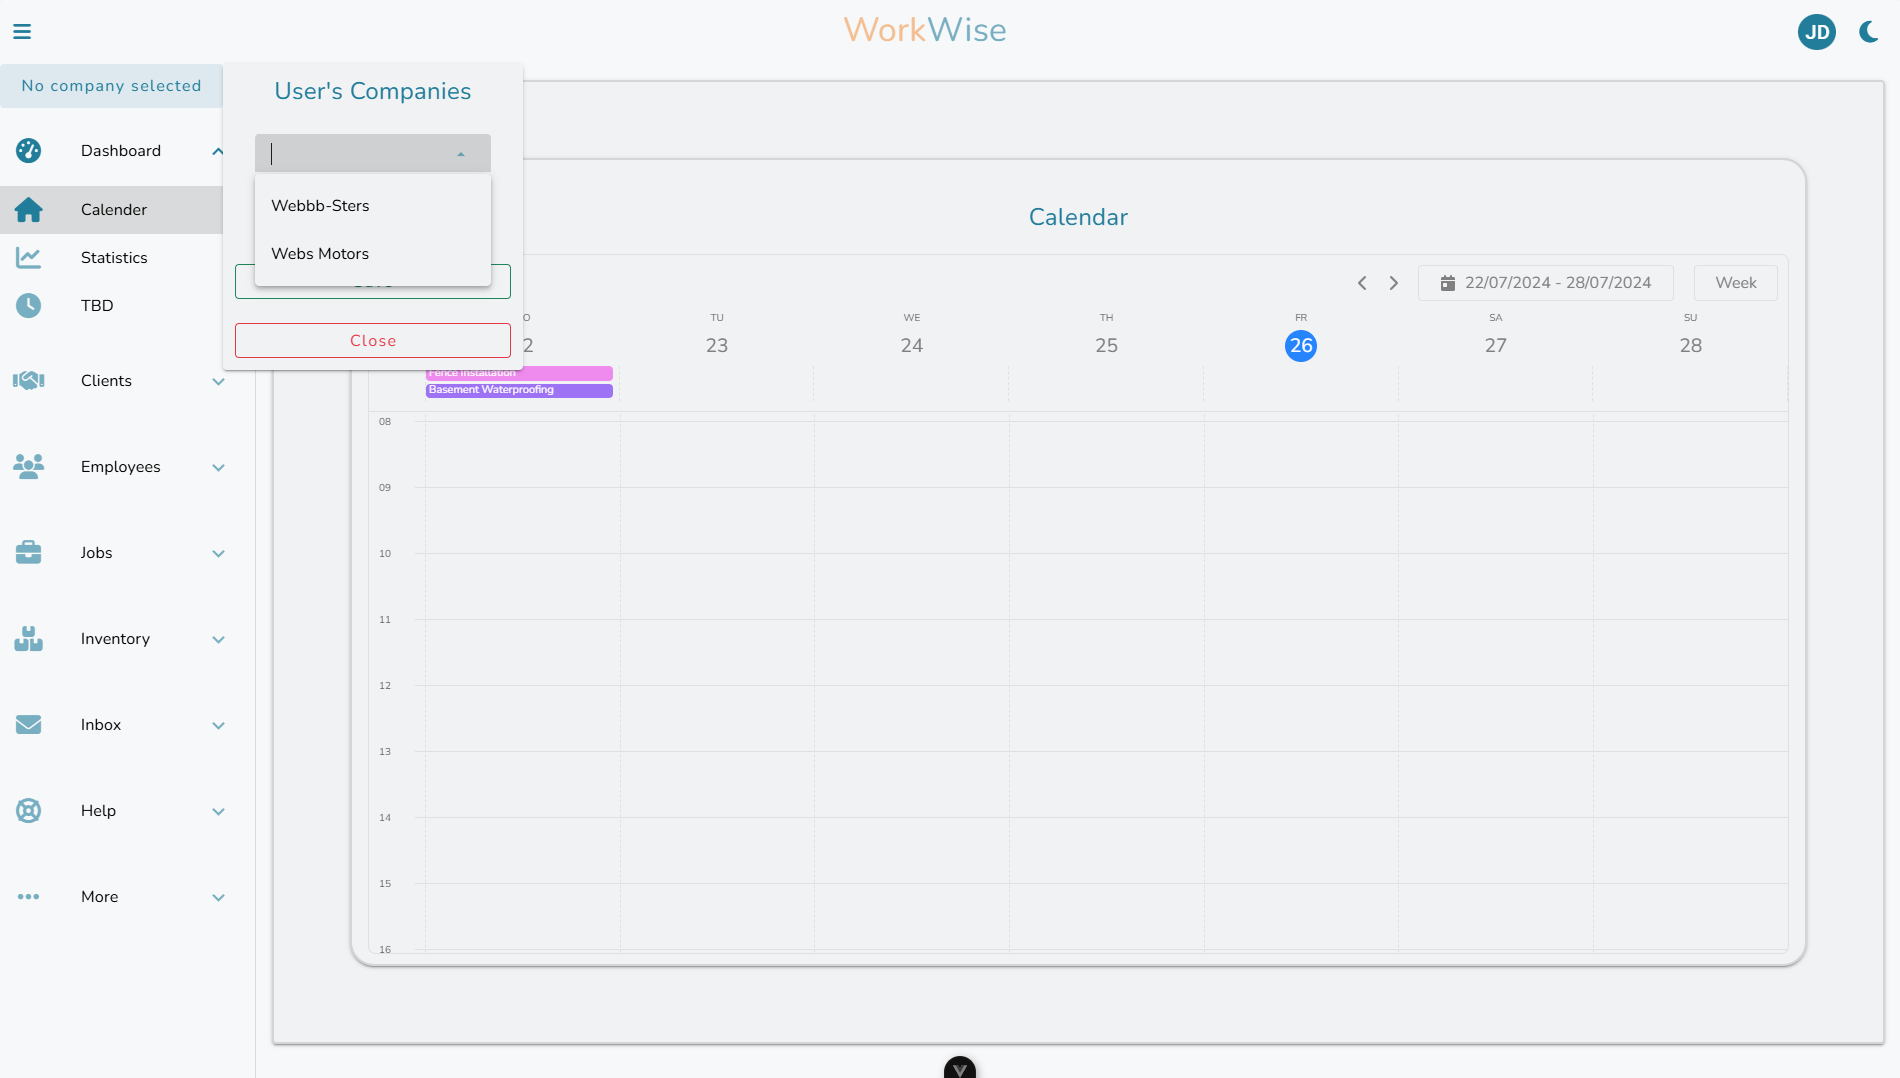 WorkWise
JD
No company selected
User's Companies
Webbb-Sters
Webs Motors
Close
Dashboard
Calender
Statistics
TBD
Clients
Employees
Jobs
Inventory
Inbox
Help
More
Calendar
22/07/2024 - 28/07/2024
Week
TU
WE
TH
FR
SA
SU
23
24
25
26
27
28
Fence Installation
Basement Waterproofing
08
09
10
11
12
13
14
15
16